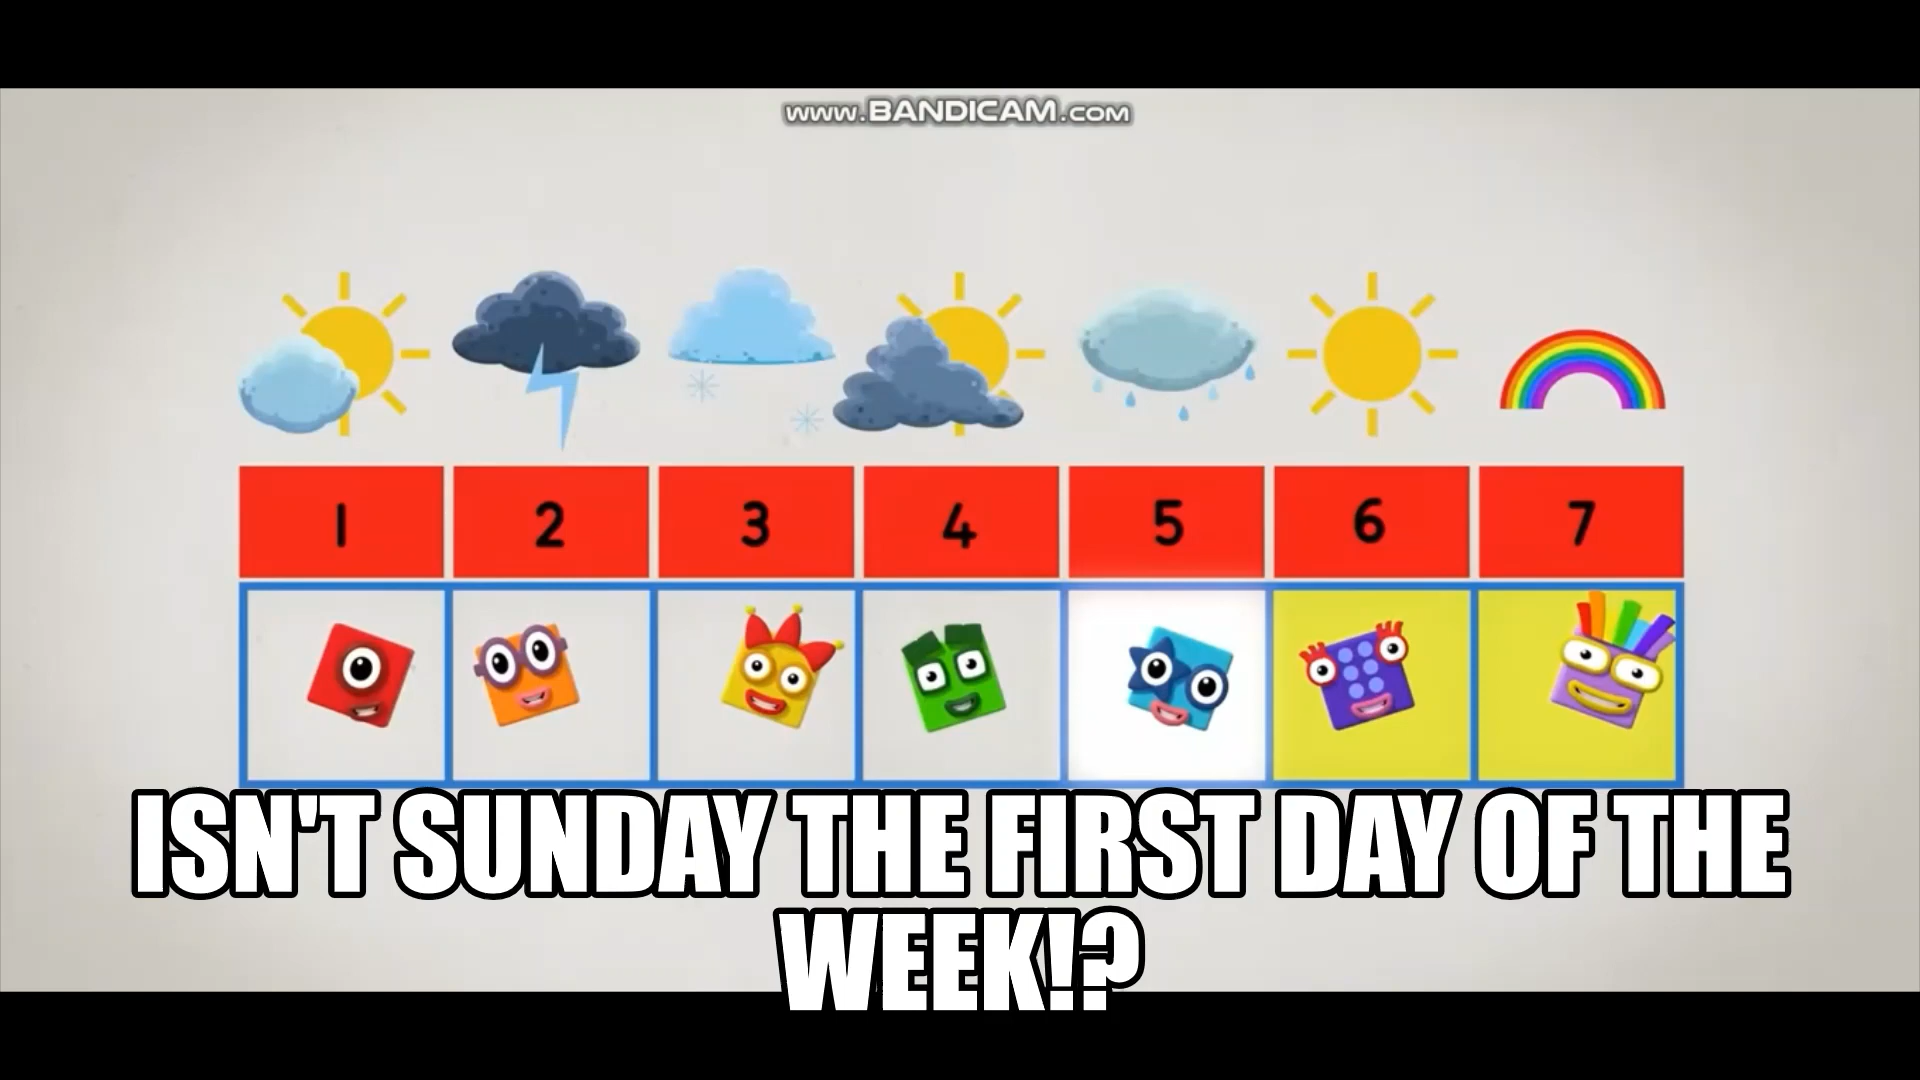 www.BANDICAM.COM
1 2 3 4 5 6 7
ISN'T SUNDAY THE FIRST DAY OF THE
WEEK!?